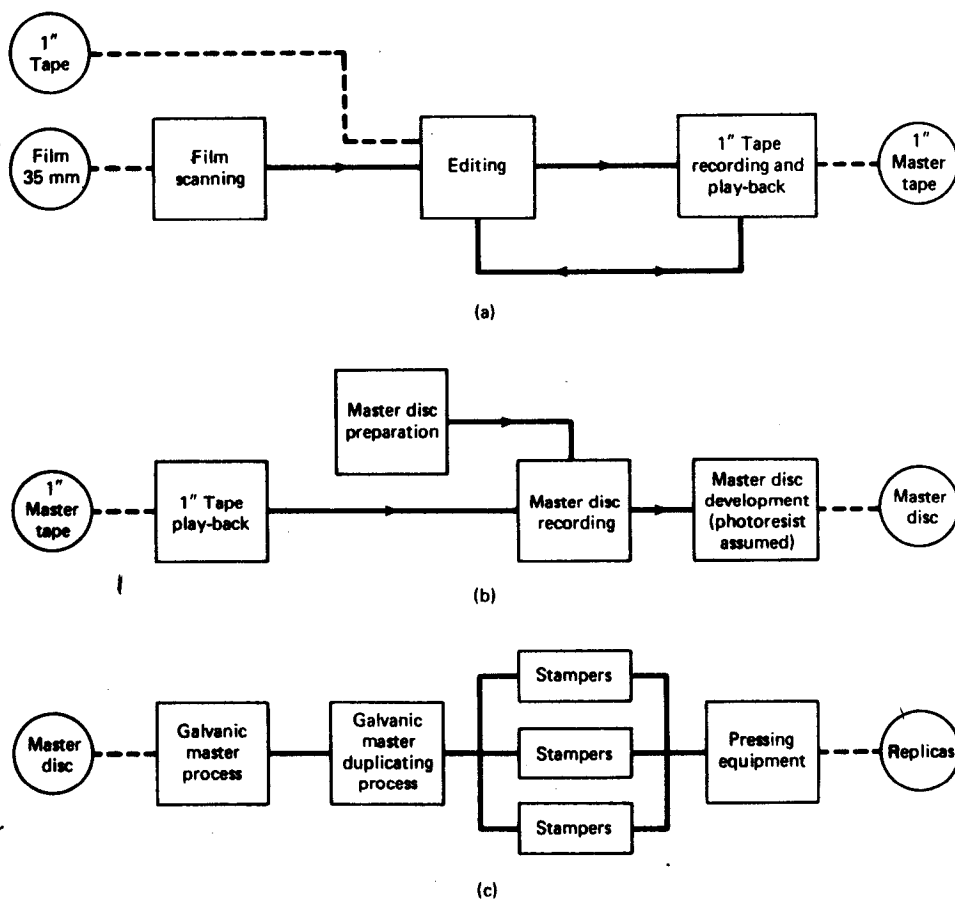 1″
Tape
Film
35 mm
Film
scanning
Editing
1″ Tape
recording and
play-back
1″
Master
tape
(a)
Master disc
preparation
1″
Master
tape
1″ Tape
play-back
Master disc
recording
Master disc
development
(photoresist
assumed)
Master
disc
(b)
Master
disc
Galvanic
master
process
Galvanic
master
duplicating
process
Stampers
Stampers
Stampers
Pressing
equipment
Replicas
(c)